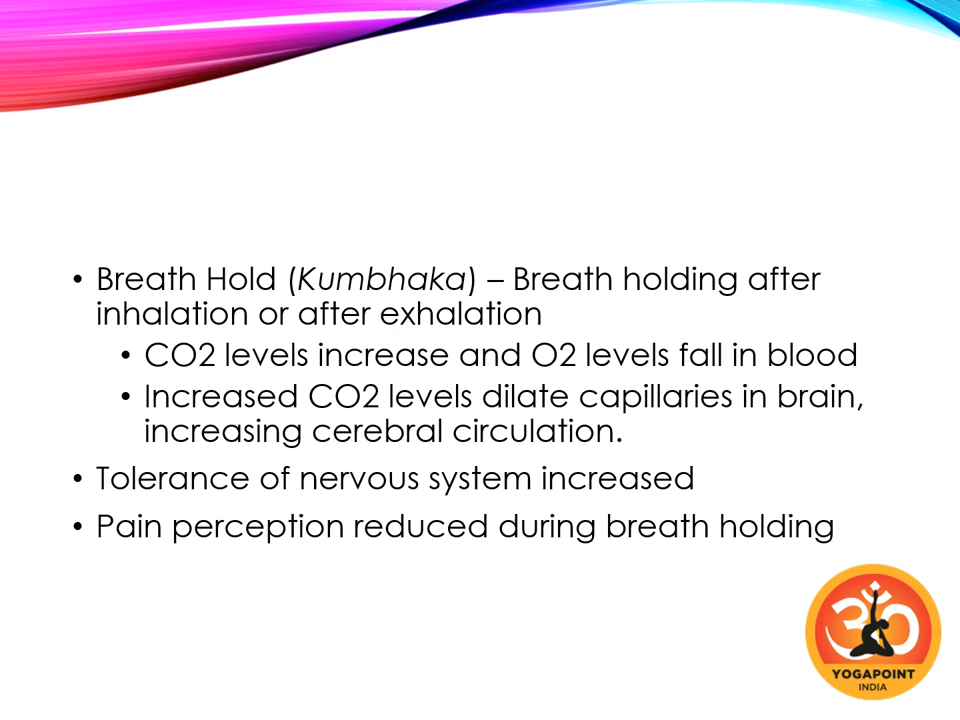 • Breath Hold (Kumbhaka) – Breath holding after
inhalation or after exhalation
• CO2 levels increase and O2 levels fall in blood
• Increased CO2 levels dilate capillaries in brain,
increasing cerebral circulation.
• Tolerance of nervous system increased
• Pain perception reduced during breath holding
ॐ
YOGAPOINT
INDIA